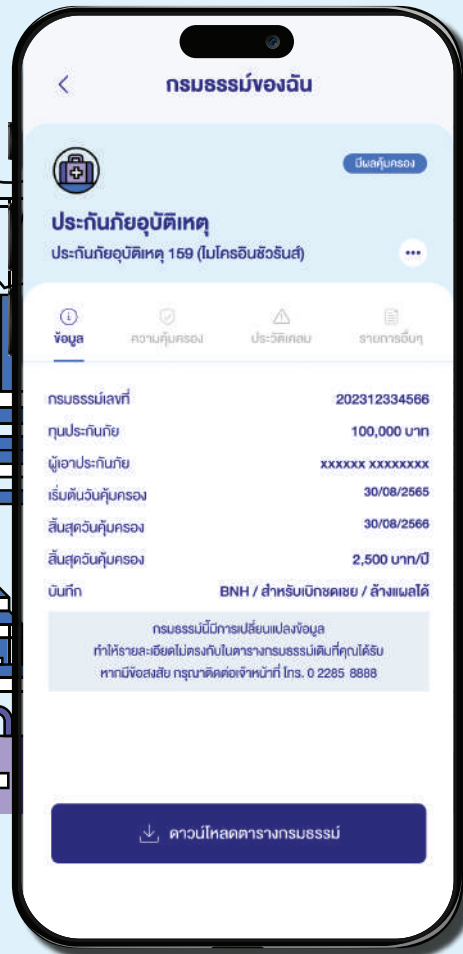 กรมธรรม์ของฉัน
มีผลคุ้มครอง
ประกันภัยอุบัติเหตุ
ประกันภัยอุบัติเหตุ 159 (ไมโครอินชัวรันส์)
ข้อมูล ความคุ้มครอง ประวัติเคลม รายการอื่นๆ
กรมธรรม์เลขที่ 202312334566
ทุนประกันภัย 100,000 บาท
ผู้เอาประกันภัย xxxxxx xxxxxxxx
เริ่มต้นวันคุ้มครอง 30/08/2565
สิ้นสุดวันคุ้มครอง 30/08/2566
สิ้นสุดวันคุ้มครอง 2,500 บาท/ปี
บันทึก BNH / สำหรับเบิกชดเชย / ล้างแผลได้
กรมธรรม์นี้มีการเปลี่ยนแปลงข้อมูล
ทำให้รายละเอียดไม่ตรงกับในตารางกรมธรรม์เดิมที่คุณได้รับ
หากมีข้อสงสัย กรุณาติดต่อเจ้าหน้าที่ โทร. 0 2285 8888
ดาวน์โหลดตารางกรมธรรม์